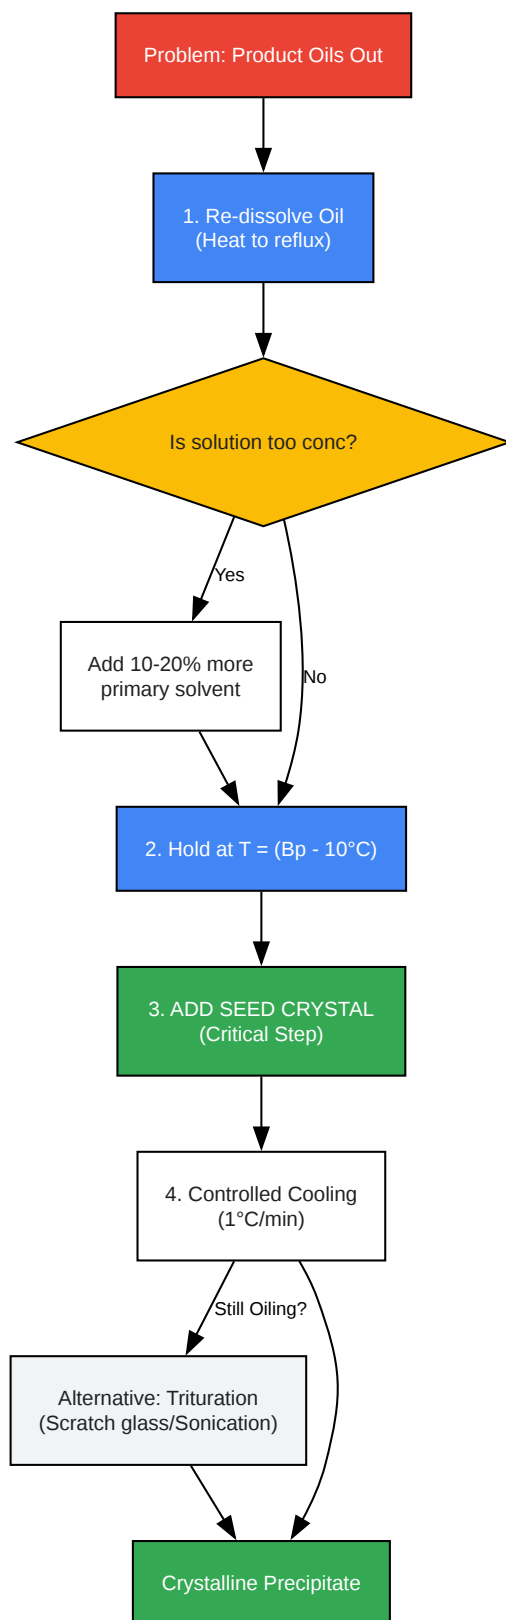 Problem: Product Oils Out
1. Re-dissolve Oil
(Heat to reflux)
Is solution too conc?
Yes
Add 10-20% more
primary solvent
No
2. Hold at T = (Bp - 10°C)
3. ADD SEED CRYSTAL
(Critical Step)
4. Controlled Cooling
(1°C/min)
Still Oiling?
Alternative: Trituration
(Scratch glass/Sonication)
Crystalline Precipitate